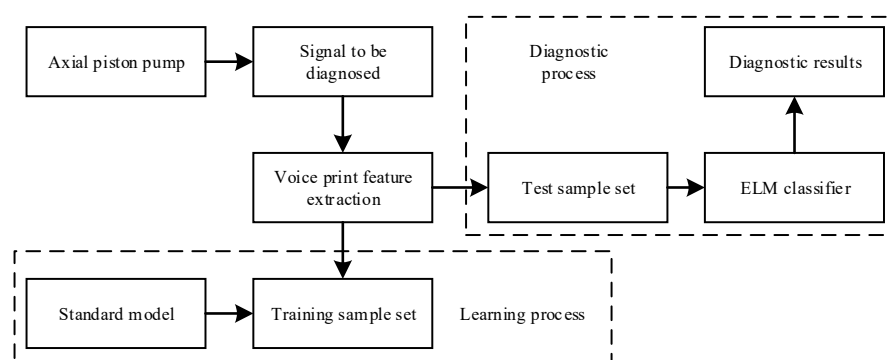 Axial piston pump
Signal to be
diagnosed
Diagnostic
process
Diagnostic results
Voice print feature
extraction
Test sample set
ELM classifier
Standard model
Training sample set
Learning process